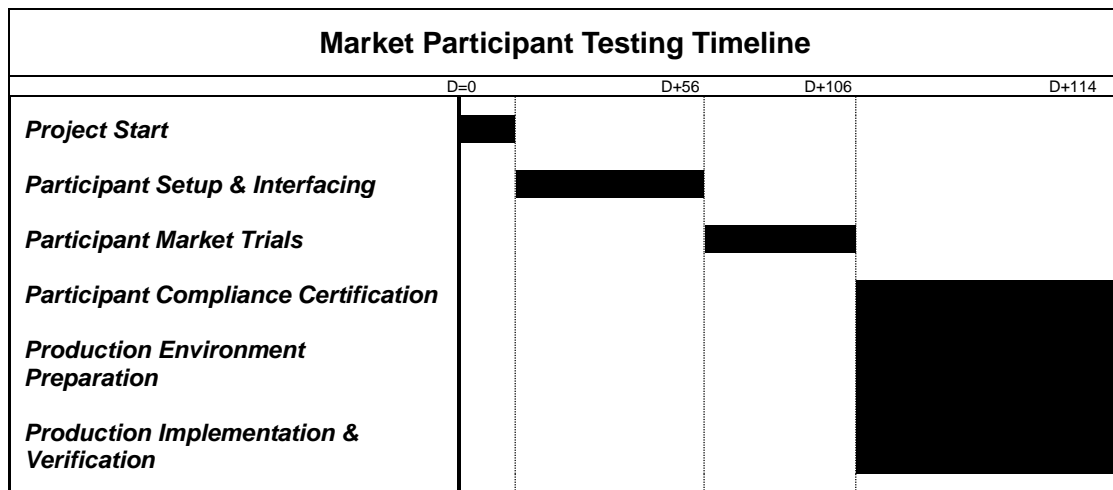 Market Participant Testing Timeline
D=0 D+56 D+106 D+114
Project Start
Participant Setup & Interfacing
Participant Market Trials
Participant Compliance Certification
Production Environment
Preparation
Production Implementation &
Verification